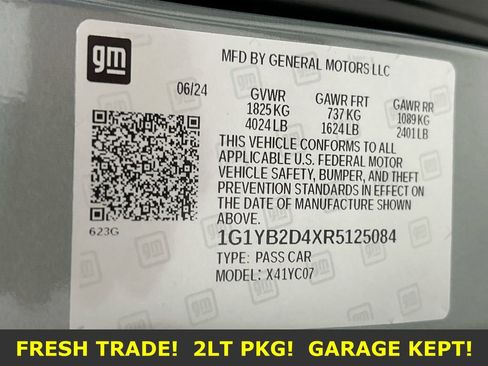 gm
MFD BY GENERAL MOTORS LLC
06/24 GVWR GAWR FRT GAWR RR
1825 KG 737 KG 1089 KG
4024 LB 1624 LB 2401 LB
THIS VEHICLE CONFORMS TO ALL
APPLICABLE U.S. FEDERAL MOTOR
VEHICLE SAFETY, BUMPER, AND THEFT
PREVENTION STANDARDS IN EFFECT ON
THE DATE OF MANUFACTURE SHOWN
ABOVE.
623G
1G1YB2D4XR5125084
TYPE: PASS CAR
MODEL: X41YC07
FRESH TRADE! 2LT PKG! GARAGE KEPT!